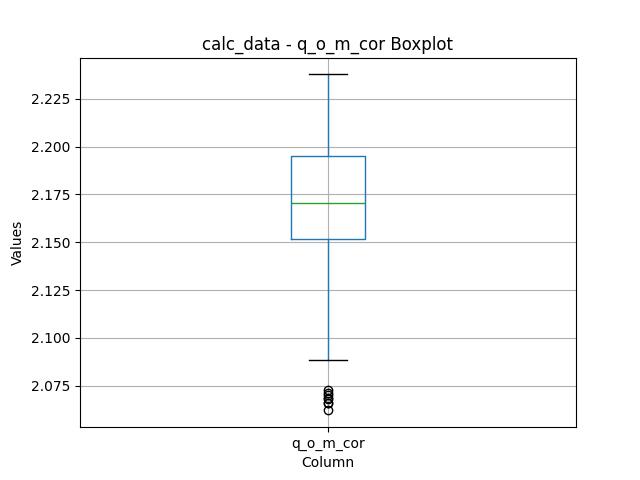 calc_data - q_o_m_cor Boxplot
2.225
2.200
2.175
2.150
2.125
2.100
2.075
Values
q_o_m_cor
Column